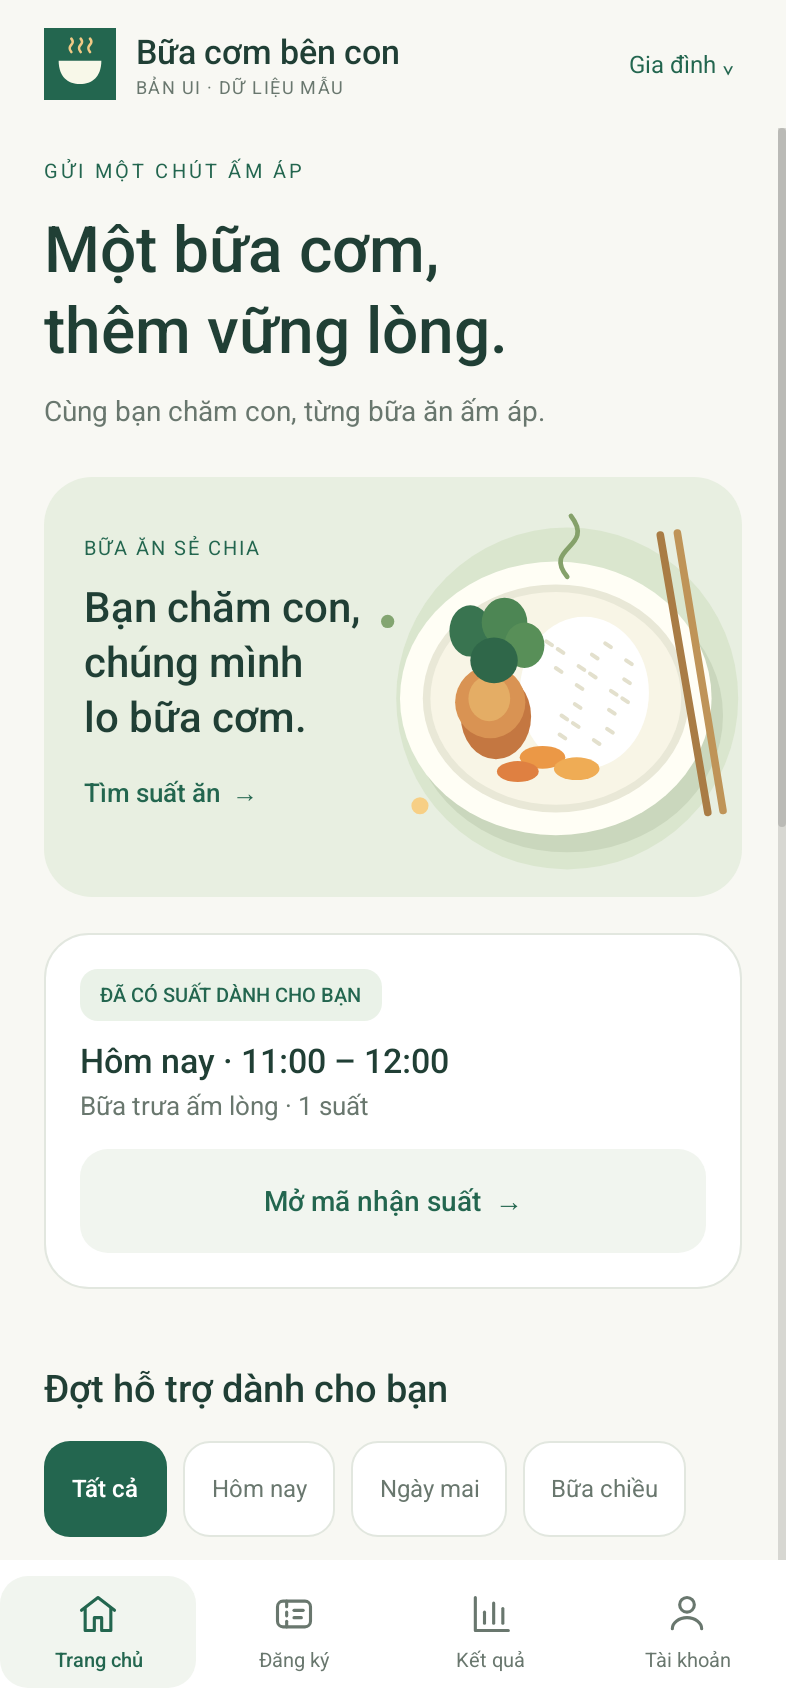 Bữa cơm bên con
BẢN UI · DỮ LIỆU MẪU
Gia đình
GỬI MỘT CHÚT ẤM ÁP
Một bữa cơm,
thêm vững lòng.
Cùng bạn chăm con, từng bữa ăn ấm áp.
BỮA ĂN SẺ CHIA
Bạn chăm con,
chúng mình
lo bữa cơm.
Tìm suất ăn →
ĐÃ CÓ SUẤT DÀNH CHO BẠN
Hôm nay · 11:00 – 12:00
Bữa trưa ấm lòng · 1 suất
Mở mã nhận suất →
Đợt hỗ trợ dành cho bạn
Tất cả
Hôm nay
Ngày mai
Bữa chiều
Trang chủ
Đăng ký
Kết quả
Tài khoản